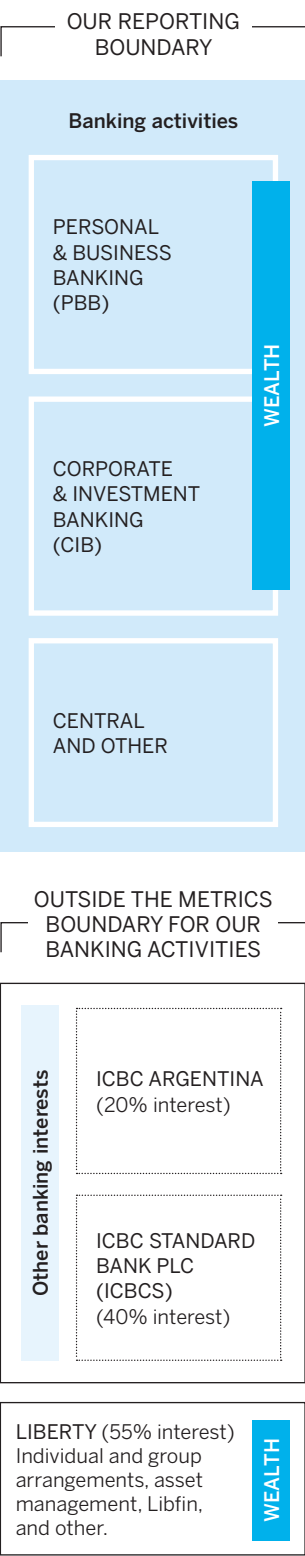 OUR REPORTING
BOUNDARY
Banking activities
PERSONAL
& BUSINESS
BANKING
(PBB)
WEALTH
CORPORATE
& INVESTMENT
BANKING
(CIB)
CENTRAL
AND OTHER
OUTSIDE THE METRICS
BOUNDARY FOR OUR
BANKING ACTIVITIES
Other banking interests
ICBC ARGENTINA
(20% interest)
ICBC STANDARD
BANK PLC
(ICBCS)
(40% interest)
LIBERTY (55% interest)
Individual and group
arrangements, asset
management, Libfin,
and other.
WEALTH